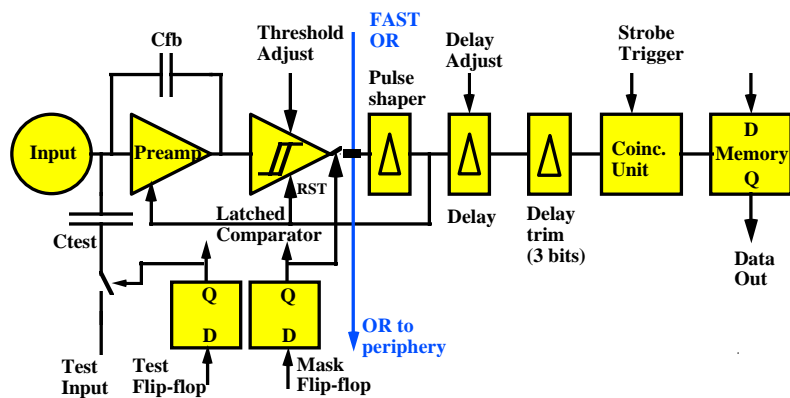 Cfb
Threshold
Adjust
FAST
OR
Pulse
shaper
Delay
Adjust
Strobe
Trigger
Input
Preamp
RST
Coinc.
Unit
D
Memory
Q
Ctest
Latched
Comparator
Delay
Delay
trim
(3 bits)
Data
Out
Q
D
Q
D
OR to
periphery
Test
Input
Test
Flip-flop
Mask
Flip-flop